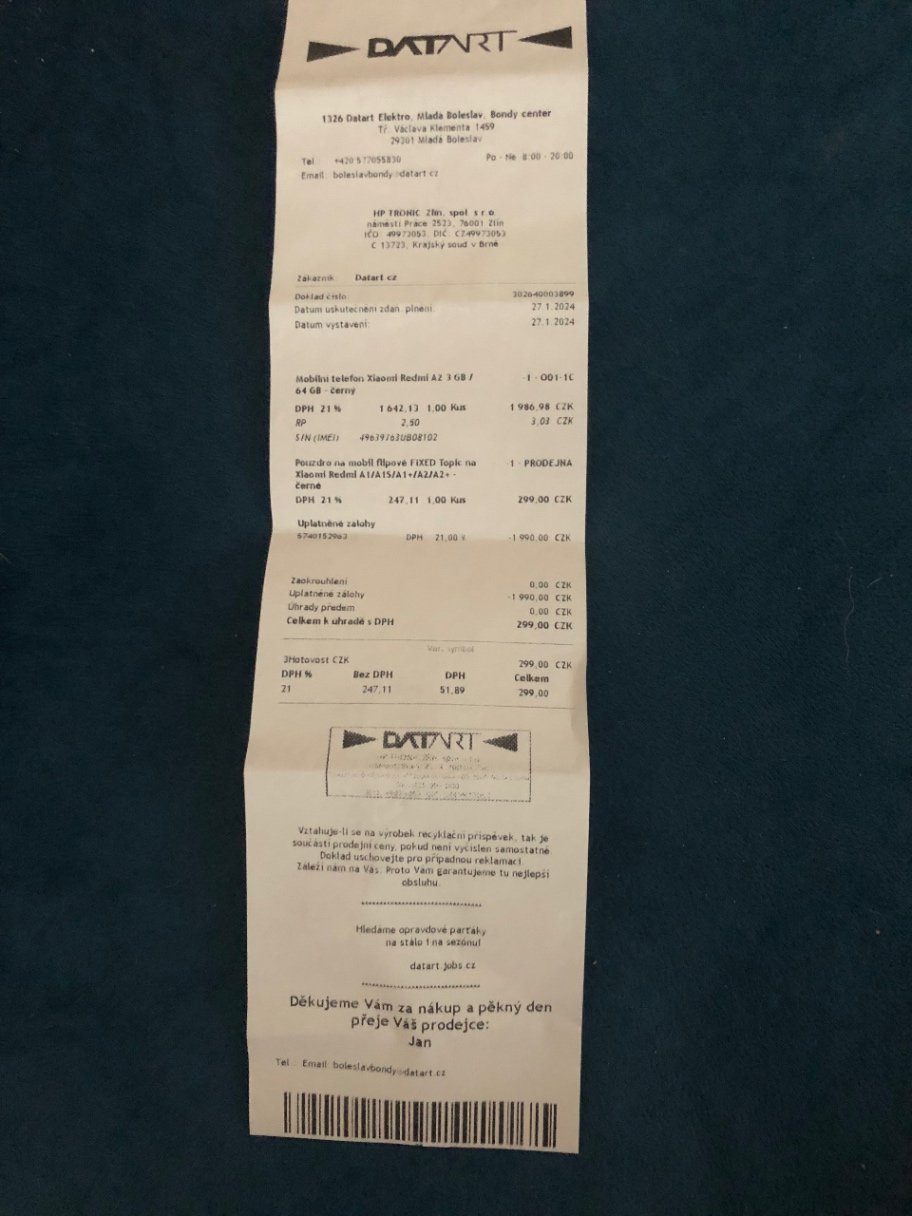 DATART
1326 Datart Elektro, Mladá Boleslav, Bondy center
Tř. Václava Klementa 1459
29301 Mladá Boleslav
Tel +420 577055830 Po - Ne 8:00 - 20:00
Email: boleslavbondy@datart.cz
HP TRONIC Zlín, spol. s r.o.
náměstí Práce 2523, 76001 Zlín
IČO: 49973053, DIČ: CZ49973053
C 13723, Krajský soud v Brně
Zákazník: Datart.cz
Doklad číslo 302640003899
Datum uskutečnění zdan. plnění: 27.1.2024
Datum vystavení: 27.1.2024
Mobilní telefon Xiaomi Redmi A2 3 GB / 1 - O01-1C
64 GB - černý
DPH 21 % 1 642,13 1,00 Kus 1 986,98 CZK
RP 2,50 3,03 CZK
S/N (IMEI) 49639763UB08102
Pouzdro na mobil flipové FIXED Topic na 1 - PRODEJNA
Xiaomi Redmi A1/A1S/A1+/A2/A2+ -
černé
DPH 21 % 247,11 1,00 Kus 299,00 CZK
Uplatněné zálohy
5740152963 DPH 21,00 % -1 990,00 CZK
Zaokrouhlení 0,00 CZK
Uplatněné zálohy -1 990,00 CZK
Úhrady předem 0,00 CZK
Celkem k úhradě s DPH 299,00 CZK
Var. symbol
3Hotovost CZK 299,00 CZK
DPH % Bez DPH DPH Celkem
21 247,11 51,89 299,00
DATART
Vztahuje-li se na výrobek recyklační příspěvek, tak je
součástí prodejní ceny, pokud není vyčíslen samostatně.
Doklad uschovejte pro případnou reklamaci.
Záleží nám na Vás. Proto Vám garantujeme tu nejlepší
obsluhu.
******************************
Hledáme opravdové parťáky
na stálo i na sezónu!
datart.jobs.cz
******************************
Děkujeme Vám za nákup a pěkný den
přeje Váš prodejce:
Jan
Tel.: Email: boleslavbondy@datart.cz